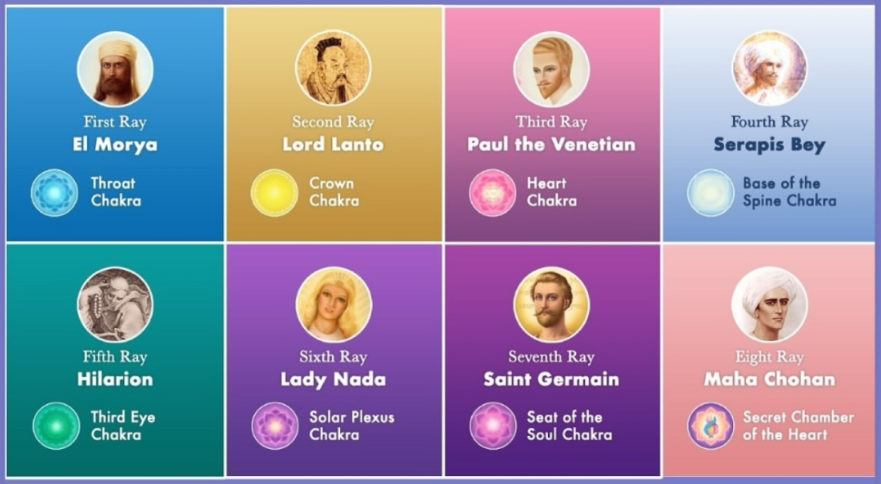 First Ray
El Morya
Throat
Chakra
Second Ray
Lord Lanto
Crown
Chakra
Third Ray
Paul the Venetian
Heart
Chakra
Fourth Ray
Serapis Bey
Base of the
Spine Chakra
Fifth Ray
Hilarion
Third Eye
Chakra
Sixth Ray
Lady Nada
Solar Plexus
Chakra
Seventh Ray
Saint Germain
Seat of the
Soul Chakra
Eight Ray
Maha Chohan
Secret Chamber
of the Heart